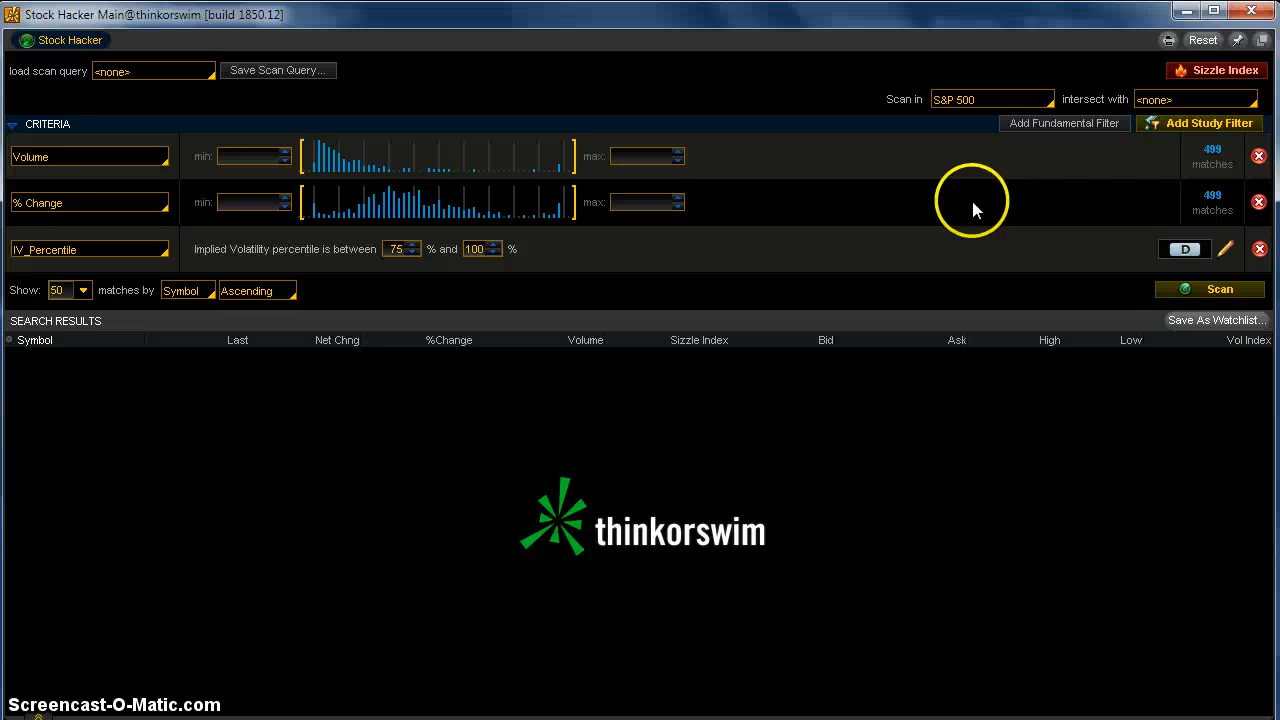 Stock Hacker Main@thinkorswim [build 1850.12]
Stock Hacker Reset
load scan query <none> Save Scan Query... Sizzle Index
Scan in S&P 500 intersect with <none>
CRITERIA Add Fundamental Filter Add Study Filter
Volume min: max: 499 matches
% Change min: max: 499 matches
IV_Percentile Implied Volatility percentile is between 75 % and 100 % D
Show: 50 matches by Symbol Ascending Scan
SEARCH RESULTS Save As Watchlist...
Symbol Last Net Chng %Change Volume Sizzle Index Bid Ask High Low Vol Index
thinkorswim
Screencast-O-Matic.com